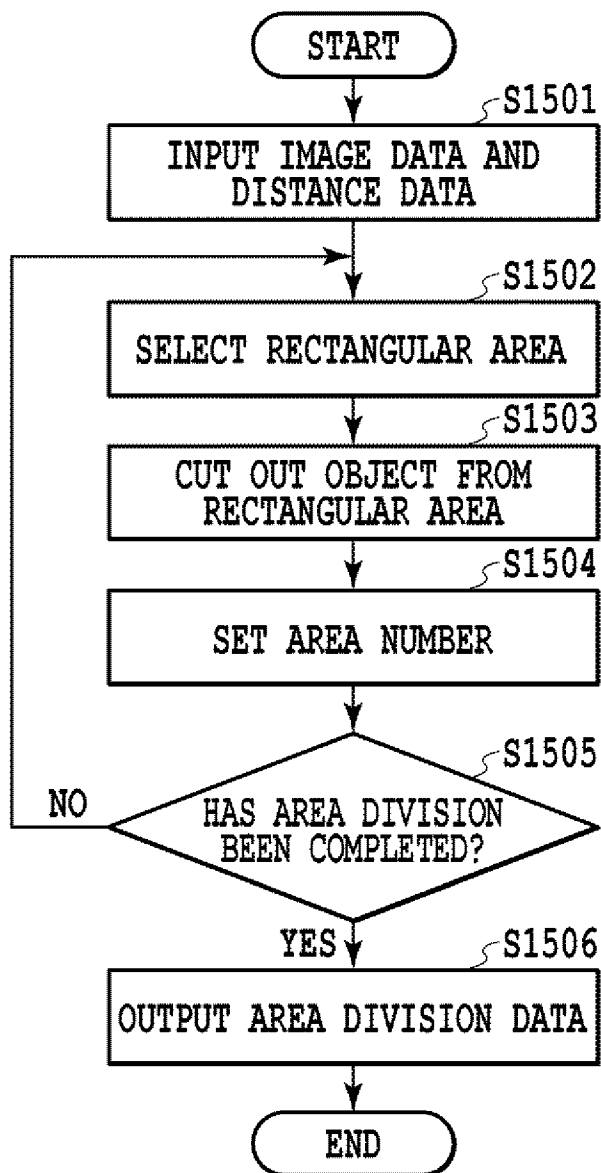 START
S1501
INPUT IMAGE DATA AND
DISTANCE DATA
S1502
SELECT RECTANGULAR AREA
S1503
CUT OUT OBJECT FROM
RECTANGULAR AREA
S1504
SET AREA NUMBER
S1505
HAS AREA DIVISION
BEEN COMPLETED?
NO
YES
S1506
OUTPUT AREA DIVISION DATA
END